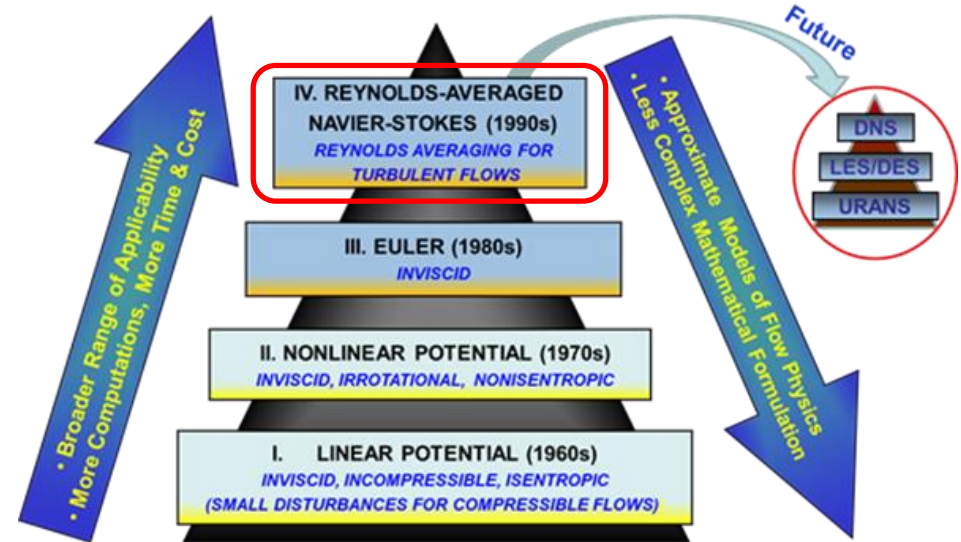 • Broader Range of Applicability
• More Computations, More Time & Cost
IV. REYNOLDS-AVERAGED
NAVIER-STOKES (1990s)
REYNOLDS AVERAGING FOR
TURBULENT FLOWS
III. EULER (1980s)
INVISCID
II. NONLINEAR POTENTIAL (1970s)
INVISCID, IRROTATIONAL, NONISENTROPIC
I. LINEAR POTENTIAL (1960s)
INVISCID, INCOMPRESSIBLE, ISENTROPIC
(SMALL DISTURBANCES FOR COMPRESSIBLE FLOWS)
• Approximate Models of Flow Physics
• Less Complex Mathematical Formulation
Future
DNS
LES/DES
URANS